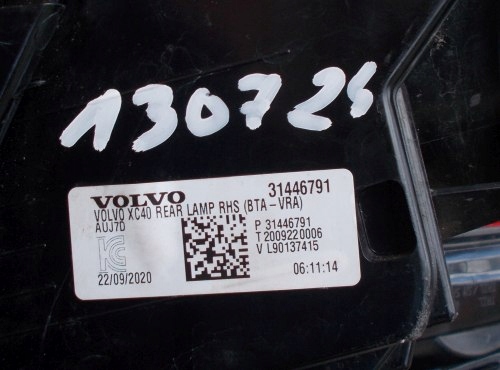 130724
VOLVO 31446791
VOLVO XC40 REAR LAMP RHS (BTA-VRA)
AUJ7D
P 31446791
T 2009220006
V L90137415
22/09/2020
06:11:14